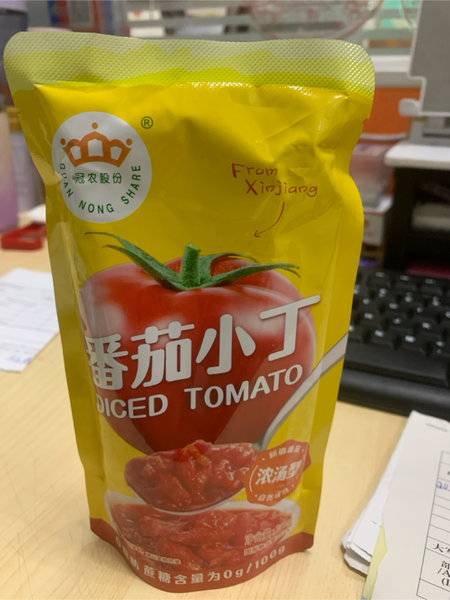 冠农股份
GUAN NONG SHARE
®
From
Xinjiang
番茄小丁
DICED TOMATO
浓汤型
蔗糖含量为0g/100g